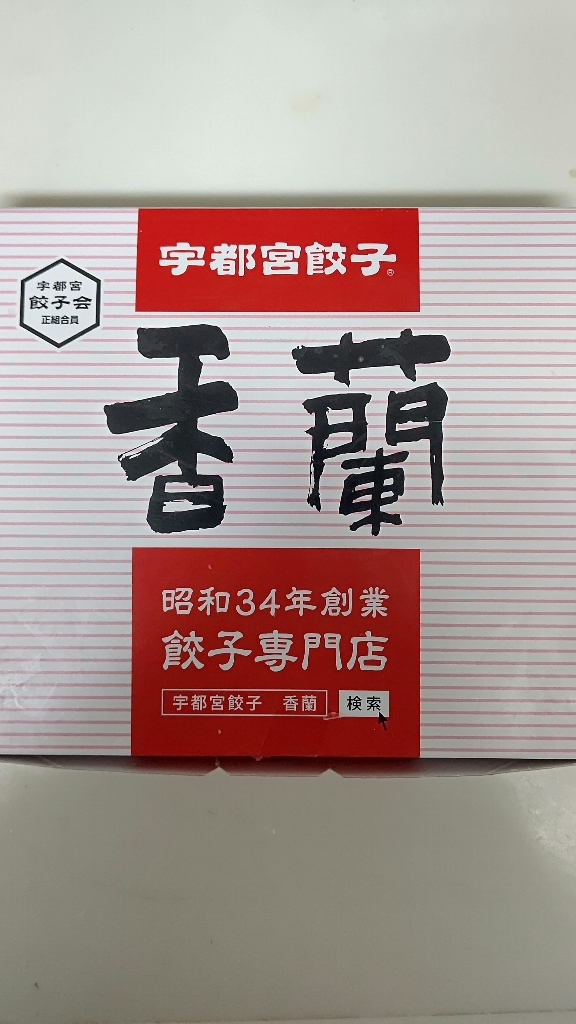 宇都宮餃子®
宇都宮
餃子会
正組合員
香蘭
昭和34年創業
餃子専門店
宇都宮餃子 香蘭 検索